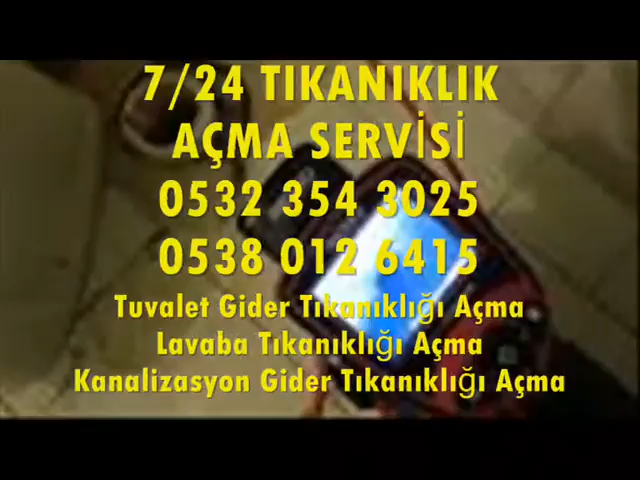 7/24 TIKANIKLIK
AÇMA SERVİSİ
0532 354 3025
0538 012 6415
Tuvalet Gider Tıkanıklığı Açma
Lavaba Tıkanıklığı Açma
Kanalizasyon Gider Tıkanıklığı Açma